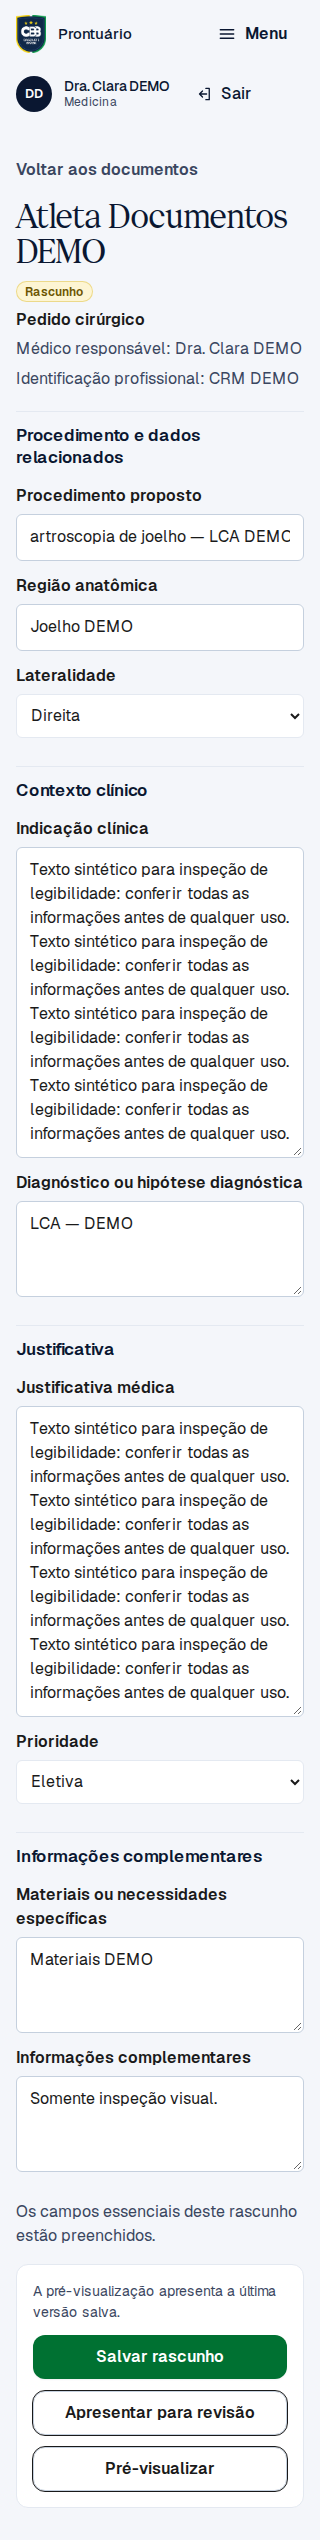 CBB
Prontuário
Menu
DD
Dra. Clara DEMO
Medicina
Sair
Voltar aos documentos
Atleta Documentos
DEMO
Rascunho
Pedido cirúrgico
Médico responsável: Dra. Clara DEMO
Identificação profissional: CRM DEMO
Procedimento e dados
relacionados
Procedimento proposto
artroscopia de joelho — LCA DEMO
Região anatômica
Joelho DEMO
Lateralidade
Direita
Contexto clínico
Indicação clínica
Texto sintético para inspeção de
legibilidade: conferir todas as
informações antes de qualquer uso.
Texto sintético para inspeção de
legibilidade: conferir todas as
informações antes de qualquer uso.
Texto sintético para inspeção de
legibilidade: conferir todas as
informações antes de qualquer uso.
Texto sintético para inspeção de
legibilidade: conferir todas as
informações antes de qualquer uso.
Diagnóstico ou hipótese diagnóstica
LCA — DEMO
Justificativa
Justificativa médica
Texto sintético para inspeção de
legibilidade: conferir todas as
informações antes de qualquer uso.
Texto sintético para inspeção de
legibilidade: conferir todas as
informações antes de qualquer uso.
Texto sintético para inspeção de
legibilidade: conferir todas as
informações antes de qualquer uso.
Texto sintético para inspeção de
legibilidade: conferir todas as
informações antes de qualquer uso.
Prioridade
Eletiva
Informações complementares
Materiais ou necessidades
específicas
Materiais DEMO
Informações complementares
Somente inspeção visual.
Os campos essenciais deste rascunho
estão preenchidos.
A pré-visualização apresenta a última
versão salva.
Salvar rascunho
Apresentar para revisão
Pré-visualizar